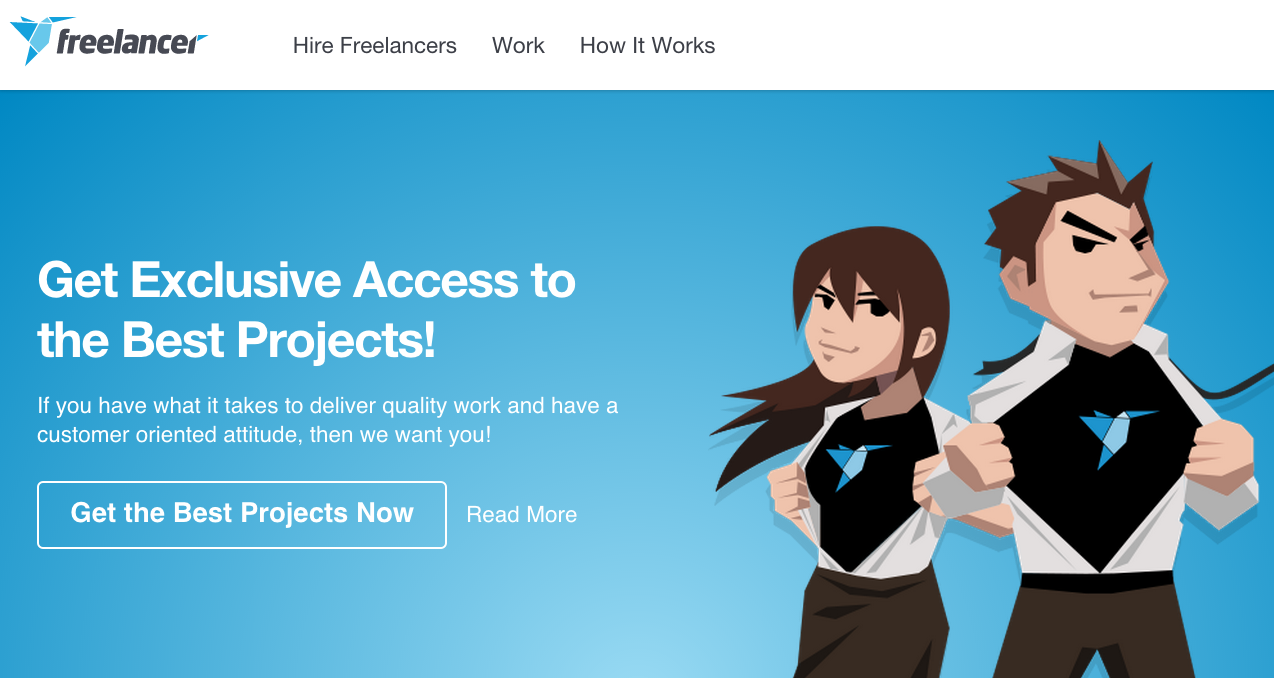 freelancer
Hire Freelancers
Work
How It Works
Get Exclusive Access to
the Best Projects!
If you have what it takes to deliver quality work and have a
customer oriented attitude, then we want you!
Get the Best Projects Now
Read More